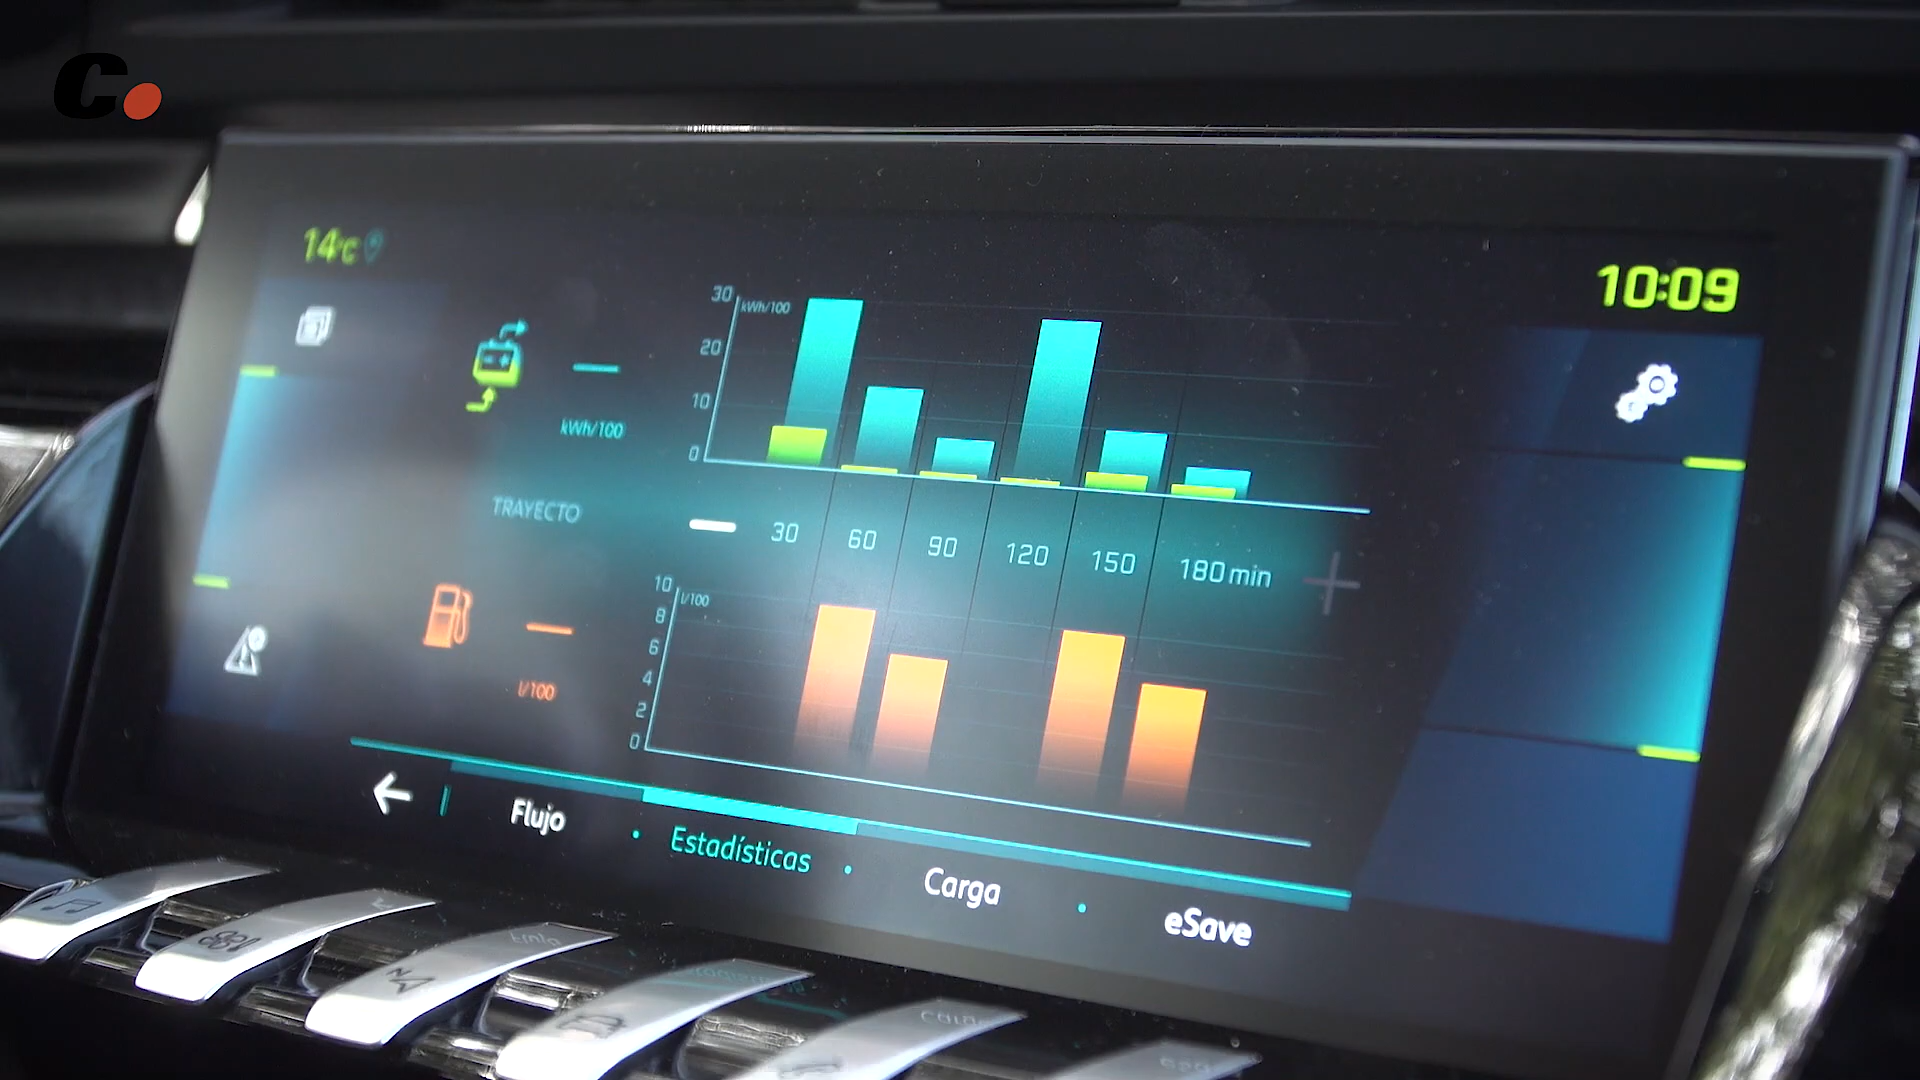 C.
14°C
10:09
30 kWh/100
20
10
0
kWh/100
TRAYECTO
30 60 90 120 150 180 min
10 l/100
8
6
4
2
0
l/100
Flujo · Estadísticas · Carga · eSave
N